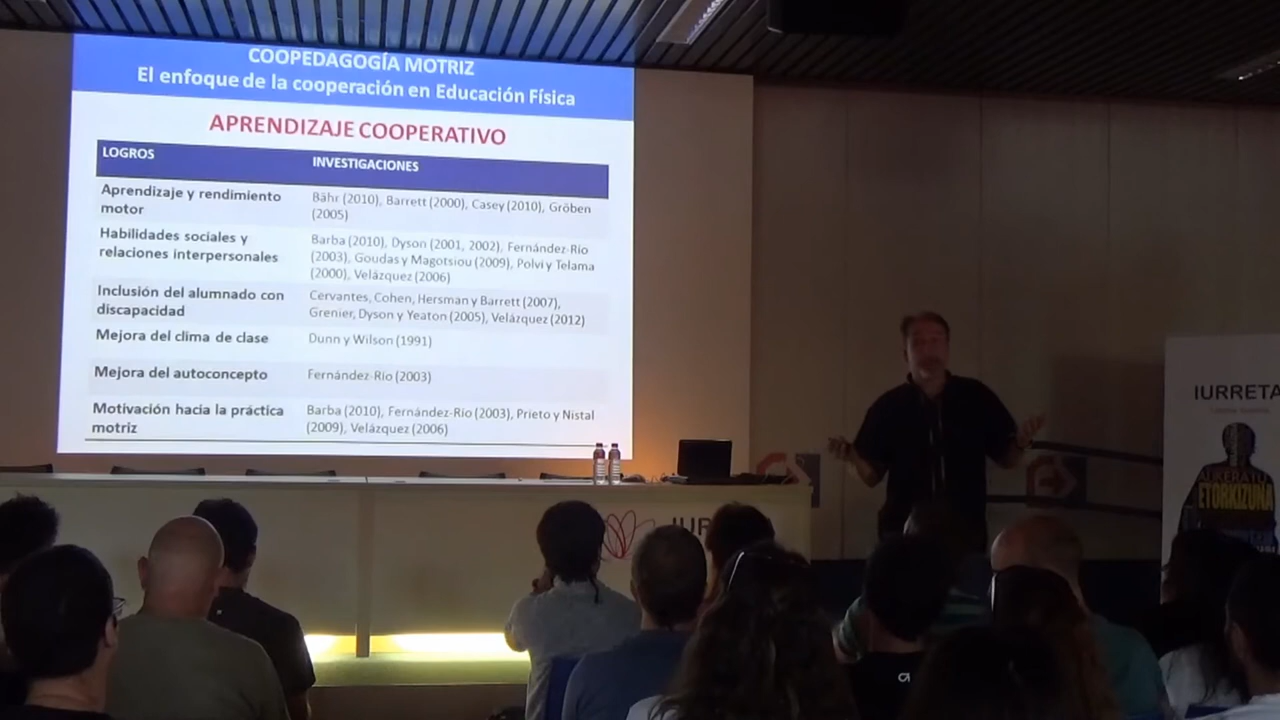 COOPEDAGOGÍA MOTRIZ
El enfoque de la cooperación en Educación Física
APRENDIZAJE COOPERATIVO
LOGROS
INVESTIGACIONES
Aprendizaje y rendimiento
motor
Bähr (2010), Barrett (2000), Casey (2010), Gröben
(2005)
Habilidades sociales y
relaciones interpersonales
Barba (2010), Dyson (2001, 2002), Fernández-Río
(2003), Goudas y Magotsiou (2009), Polvi y Telama
(2000), Velázquez (2006)
Inclusión del alumnado con
discapacidad
Cervantes, Cohen, Hersman y Barrett (2007),
Grenier, Dyson y Yeaton (2005), Velázquez (2012)
Mejora del clima de clase
Dunn y Wilson (1991)
Mejora del autoconcepto
Fernández-Río (2003)
Motivación hacia la práctica
motriz
Barba (2010), Fernández-Río (2003), Prieto y Nistal
(2009), Velázquez (2006)
IURRETA
AUKERATU
ETORKIZUNA
IUR